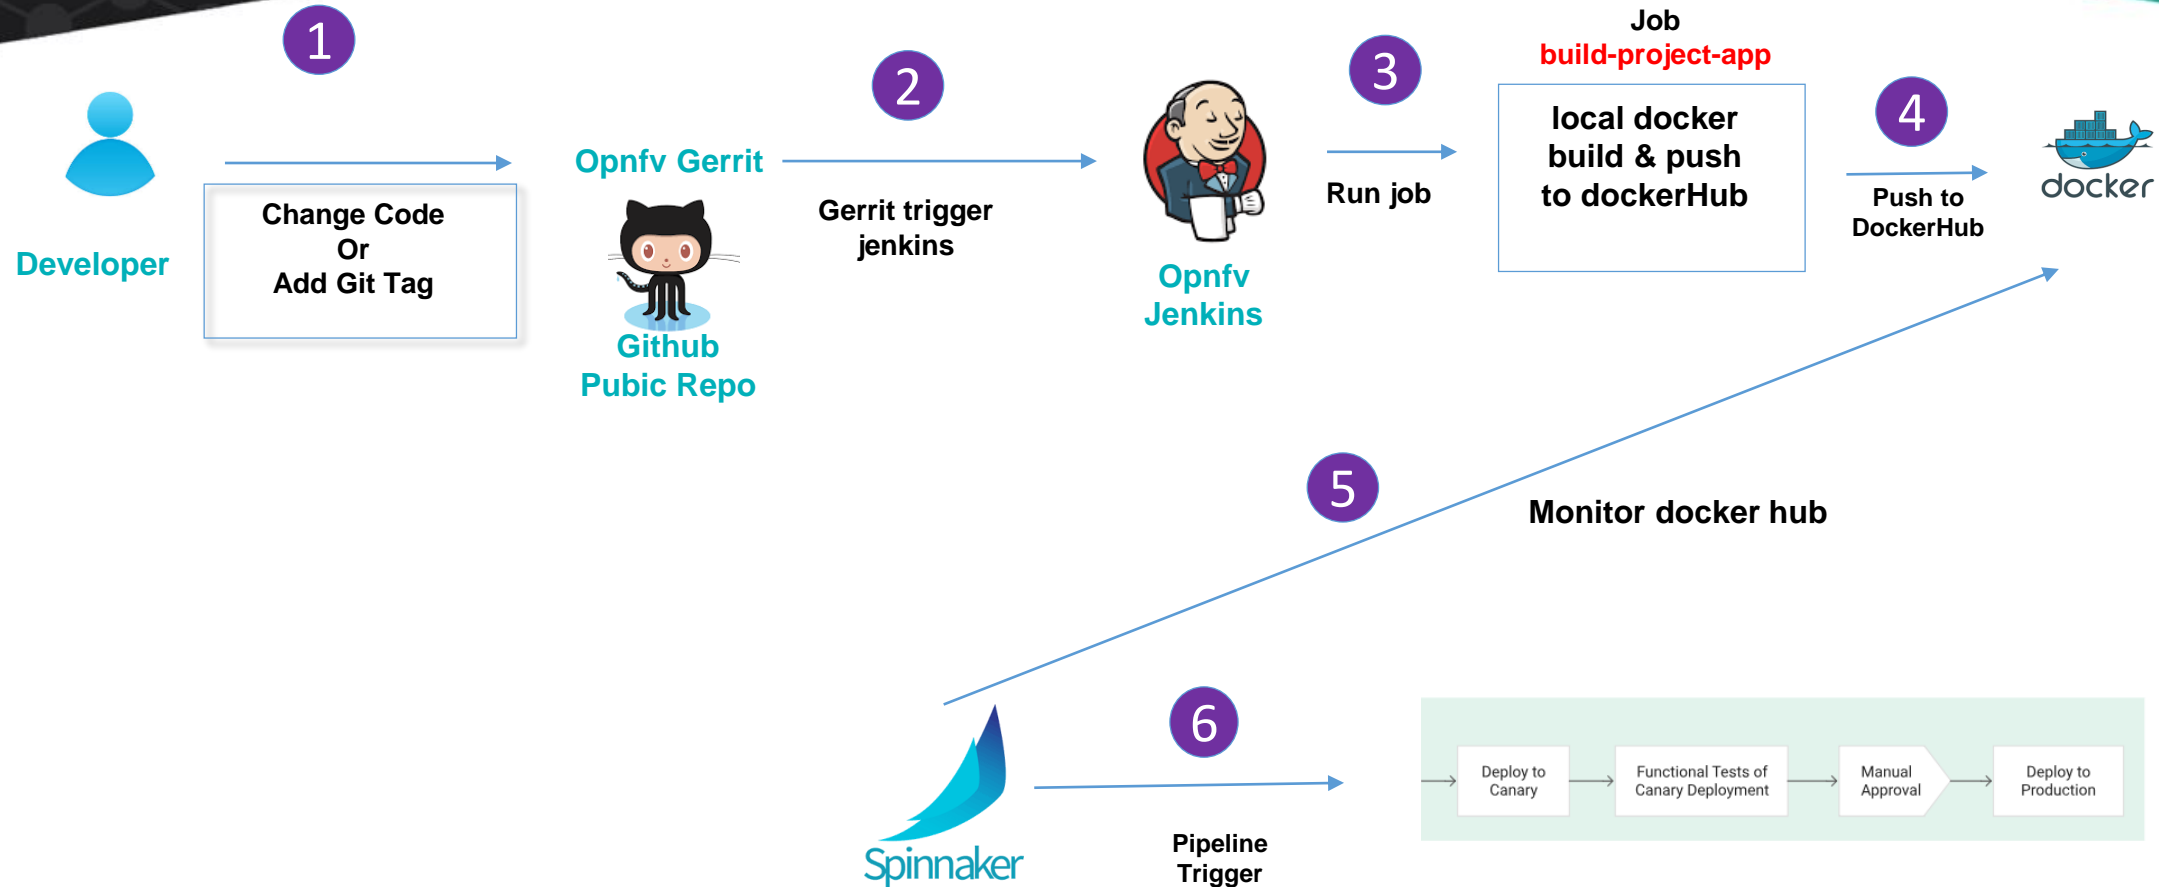 1
Developer
Change Code
Or
Add Git Tag
Opnfv Gerrit
Github
Pubic Repo
2
Gerrit trigger
jenkins
Opnfv
Jenkins
3
Run job
Job
build-project-app
local docker
build & push
to dockerHub
4
Push to
DockerHub
docker
5
Monitor docker hub
Spinnaker
6
Pipeline
Trigger
Deploy to
Canary
Functional Tests of
Canary Deployment
Manual
Approval
Deploy to
Production